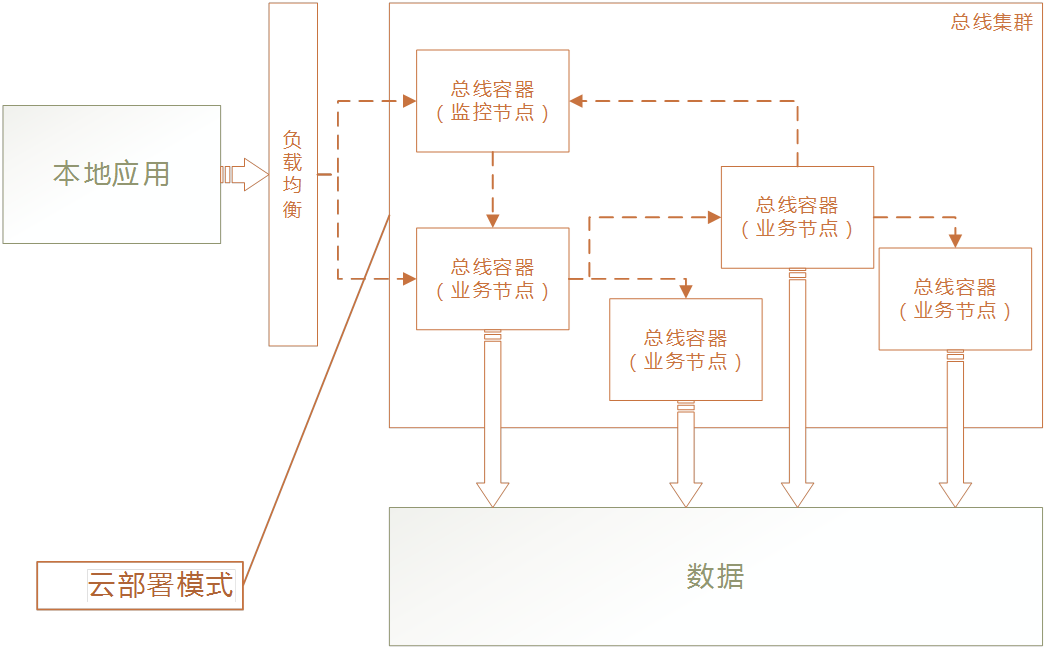 总线集群
总线容器
（监控节点）
本地应用
负载均衡
总线容器
（业务节点）
总线容器
（业务节点）
总线容器
（业务节点）
总线容器
（业务节点）
云部署模式
数据